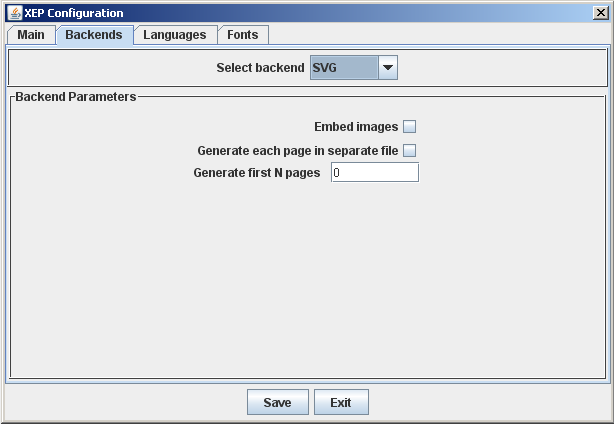 XEP Configuration
Main Backends Languages Fonts
Select backend SVG
Backend Parameters
Embed images
Generate each page in separate file
Generate first N pages 0
Save Exit